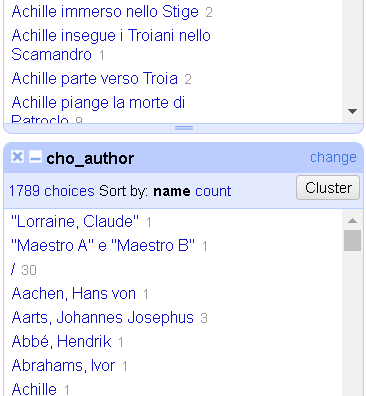 Achille immerso nello Stige 2
Achille insegue i Troiani nello
Scamandro 1
Achille parte verso Troia 2
Achille piange la morte di
Patroclo 9
cho_author
change
1789 choices Sort by: name count
Cluster
"Lorraine, Claude" 1
"Maestro A" e "Maestro B" 1
/ 30
Aachen, Hans von 1
Aarts, Johannes Josephus 3
Abbé, Hendrik 1
Abrahams, Ivor 1
Achille 1